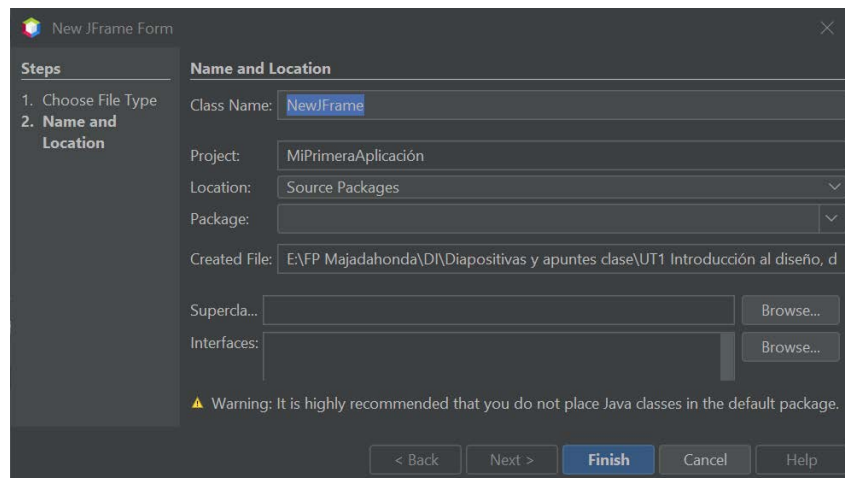 New JFrame Form
Steps
1. Choose File Type
2. Name and
Location
Name and Location
Class Name: NewJFrame
Project: MiPrimeraAplicación
Location: Source Packages
Package:
Created File: E:\FP Majadahonda\DI\Diapositivas y apuntes clase\UT1 Introducción al diseño, d
Supercla... Browse...
Interfaces: Browse...
Warning: It is highly recommended that you do not place Java classes in the default package.
< Back Next > Finish Cancel Help